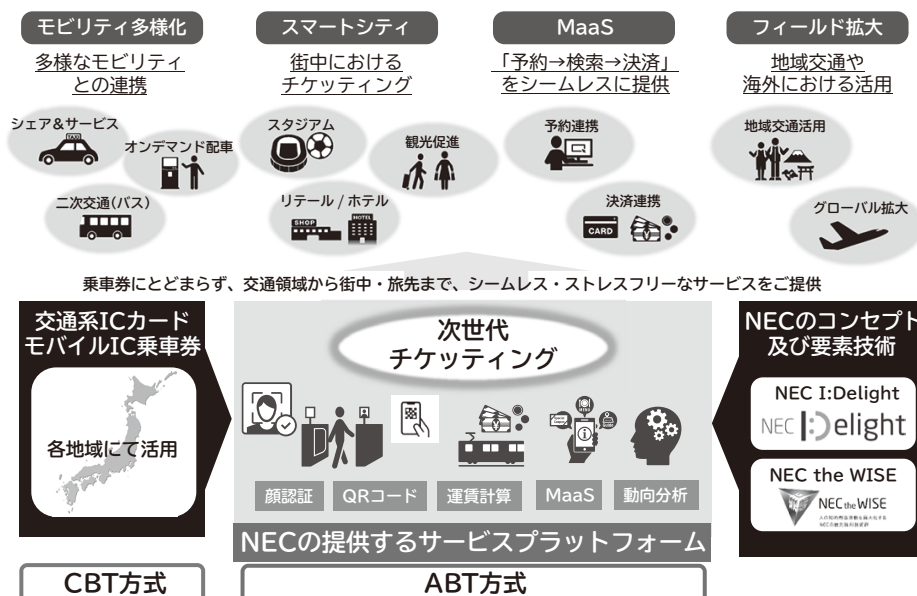 モビリティ多様化
多様なモビリティ
との連携
シェア&サービス
TAXI
オンデマンド配車
二次交通(バス)
スマートシティ
街中における
チケッティング
スタジアム
観光促進
リテール / ホテル
SHOP
HOTEL
MaaS
「予約→検索→決済」
をシームレスに提供
予約連携
決済連携
CARD
フィールド拡大
地域交通や
海外における活用
地域交通活用
グローバル拡大
乗車券にとどまらず、交通領域から街中・旅先まで、シームレス・ストレスフリーなサービスをご提供
交通系ICカード
モバイルIC乗車券
各地域にて活用
CBT方式
次世代
チケッティング
MENU
顔認証
QRコード
運賃計算
MaaS
動向分析
NECの提供するサービスプラットフォーム
ABT方式
NECのコンセプト
及び要素技術
NEC I:Delight
NEC I:Delight
NEC the WISE
NEC the WISE